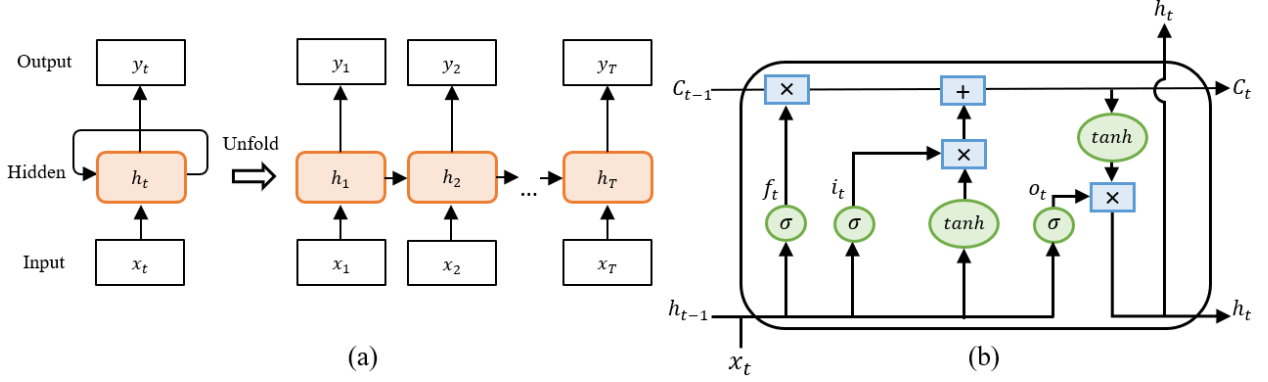 Output
y_t
y_1
y_2
y_T
Unfold
Hidden
h_t
h_1
h_2
...
h_T
Input
x_t
x_1
x_2
x_T
(a)
h_t
C_{t-1}
×
+
C_t
tanh
×
f_t
i_t
o_t
×
σ
σ
tanh
σ
h_{t-1}
h_t
x_t
(b)